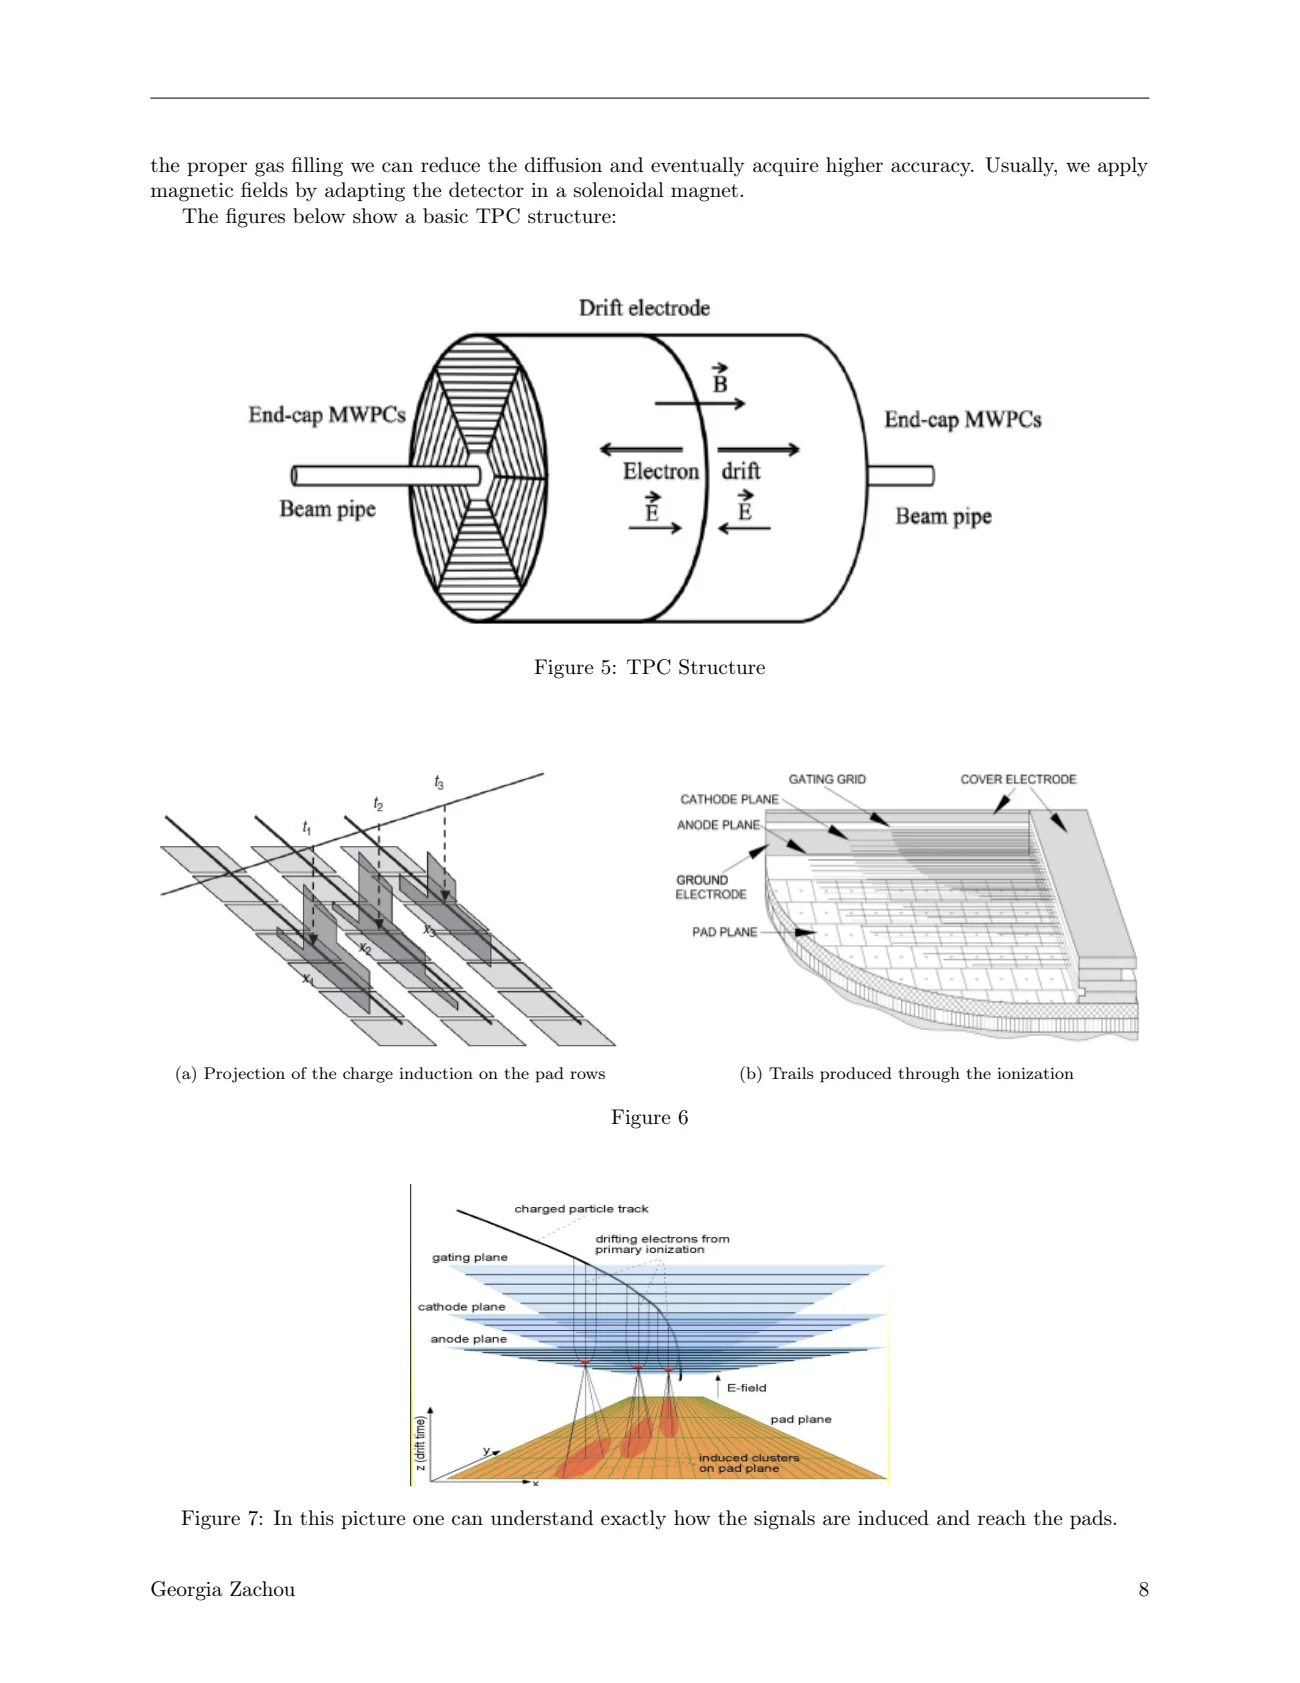 the proper gas filling we can reduce the diffusion and eventually acquire higher accuracy. Usually, we apply
magnetic fields by adapting the detector in a solenoidal magnet.
The figures below show a basic TPC structure:
Drift electrode
B
End-cap MWPCs
End-cap MWPCs
Electron drift
E
E
Beam pipe
Beam pipe
Figure 5: TPC Structure
t1
t2
t3
x1
x2
x3
GATING GRID
COVER ELECTRODE
CATHODE PLANE
ANODE PLANE
GROUND
ELECTRODE
PAD PLANE
(a) Projection of the charge induction on the pad rows
(b) Trails produced through the ionization
Figure 6
charged particle track
drifting electrons from
primary ionization
gating plane
cathode plane
anode plane
E-field
pad plane
z (drift time)
y
x
induced clusters
on pad plane
Figure 7: In this picture one can understand exactly how the signals are induced and reach the pads.
Georgia Zachou
8